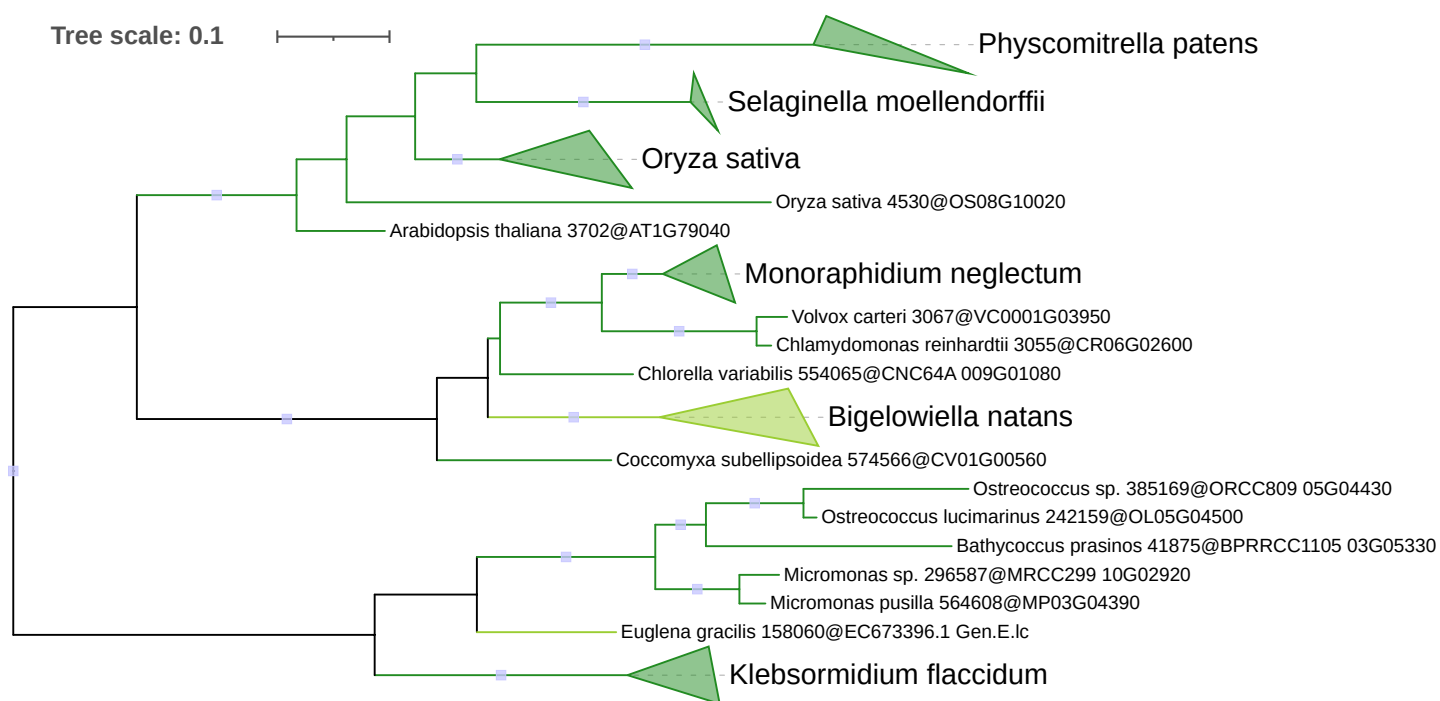 Tree scale: 0.1
Physcomitrella patens
Selaginella moellendorffii
Oryza sativa
Oryza sativa 4530@OS08G10020
Arabidopsis thaliana 3702@AT1G79040
Monoraphidium neglectum
Volvox carteri 3067@VC0001G03950
Chlamydomonas reinhardtii 3055@CR06G02600
Chlorella variabilis 554065@CNC64A 009G01080
Bigelowiella natans
Coccomyxa subellipsoidea 574566@CV01G00560
Ostreococcus sp. 385169@ORCC809 05G04430
Ostreococcus lucimarinus 242159@OL05G04500
Bathycoccus prasinos 41875@BPRRCC1105 03G05330
Micromonas sp. 296587@MRCC299 10G02920
Micromonas pusilla 564608@MP03G04390
Euglena gracilis 158060@EC673396.1 Gen.E.lc
Klebsormidium flaccidum